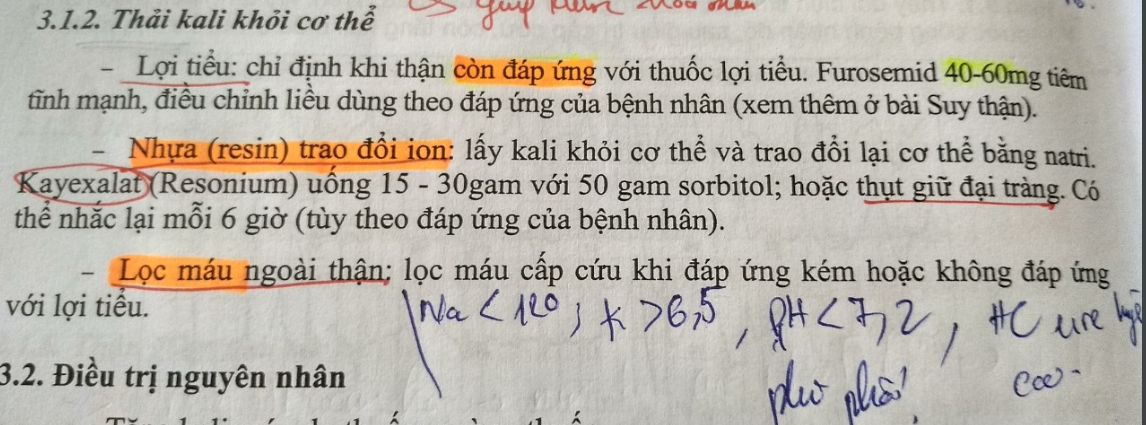 3.1.2. Thải kali khỏi cơ thể
- Lợi tiểu: chỉ định khi thận còn đáp ứng với thuốc lợi tiểu. Furosemid 40-60mg tiêm
tĩnh mạnh, điều chỉnh liều dùng theo đáp ứng của bệnh nhân (xem thêm ở bài Suy thận).
- Nhựa (resin) trao đổi ion: lấy kali khỏi cơ thể và trao đổi lại cơ thể bằng natri.
Kayexalat (Resonium) uống 15 - 30gam với 50 gam sorbitol; hoặc thụt giữ đại tràng. Có
thể nhắc lại mỗi 6 giờ (tùy theo đáp ứng của bệnh nhân).
- Lọc máu ngoài thận: lọc máu cấp cứu khi đáp ứng kém hoặc không đáp ứng
với lợi tiểu.
Na < 120, K > 6,5, pH < 7,2, HC ure
phù phổi
cao
3.2. Điều trị nguyên nhân